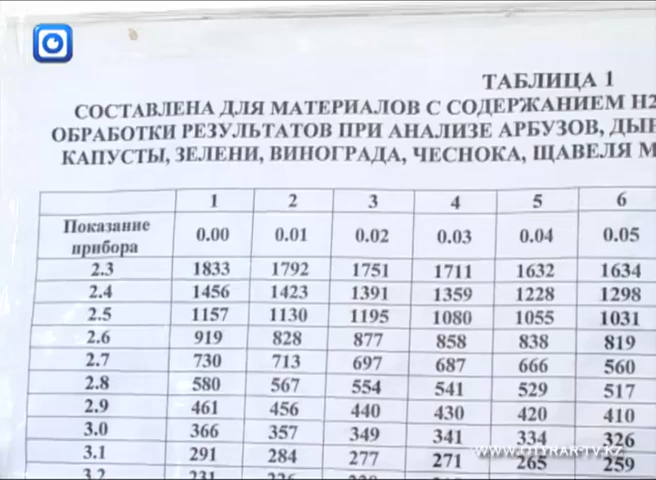 ТАБЛИЦА 1
СОСТАВЛЕНА ДЛЯ МАТЕРИАЛОВ С СОДЕРЖАНИЕМ Н2
ОБРАБОТКИ РЕЗУЛЬТАТОВ ПРИ АНАЛИЗЕ АРБУЗОВ, ДЫН
КАПУСТЫ, ЗЕЛЕНИ, ВИНОГРАДА, ЧЕСНОКА, ЩАВЕЛЯ М
1 2 3 4 5 6
Показание прибора 0.00 0.01 0.02 0.03 0.04 0.05
2.3 1833 1792 1751 1711 1632 1634
2.4 1456 1423 1391 1359 1228 1298
2.5 1157 1130 1195 1080 1055 1031
2.6 919 828 877 858 838 819
2.7 730 713 697 687 666 560
2.8 580 567 554 541 529 517
2.9 461 456 440 430 420 410
3.0 366 357 349 341 334 326
3.1 291 284 277 271 265 259
3.2 231